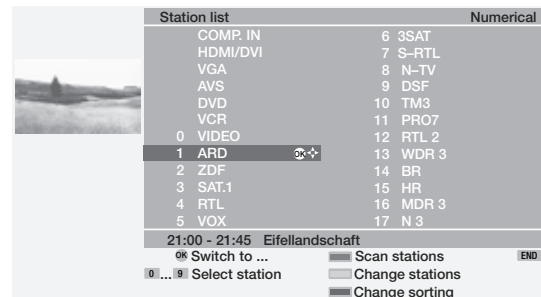 Station list Numerical
COMP. IN
HDMI/DVI
VGA
AVS
DVD
VCR
0 VIDEO
1 ARD OK
2 ZDF
3 SAT.1
4 RTL
5 VOX
6 3SAT
7 S–RTL
8 N–TV
9 DSF
10 TM3
11 PRO7
12 RTL 2
13 WDR 3
14 BR
15 HR
16 MDR 3
17 N 3
21:00 - 21:45 Eifellandschaft
OK Switch to ...
0 ... 9 Select station
Scan stations
Change stations
Change sorting
END